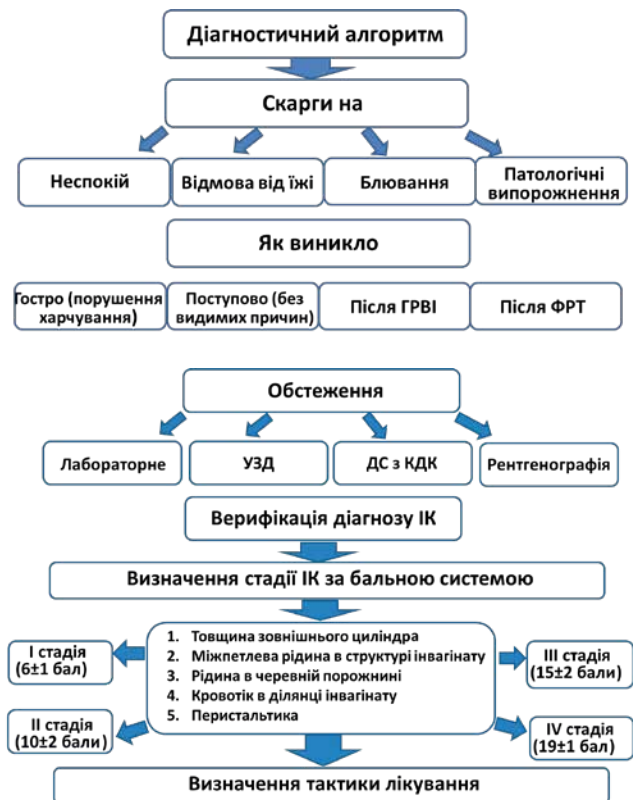 Діагностичний алгоритм
Скарги на
Неспокій
Відмова від їжі
Блювання
Патологічні
випорожнення
Як виникло
Гостро (порушення
харчування)
Поступово (без
видимих причин)
Після ГРВІ
Після ФРТ
Обстеження
Лабораторне
УЗД
ДС з КДК
Рентгенографія
Верифікація діагнозу ІК
Визначення стадії ІК за бальною системою
I стадія
(6±1 бал)
II стадія
(10±2 бали)
1. Товщина зовнішнього циліндра
2. Міжпетлева рідина в структурі інвагінату
3. Рідина в черевній порожнині
4. Кровотік в ділянці інвагінату
5. Перистальтика
III стадія
(15±2 бали)
IV стадія
(19±1 бал)
Визначення тактики лікування